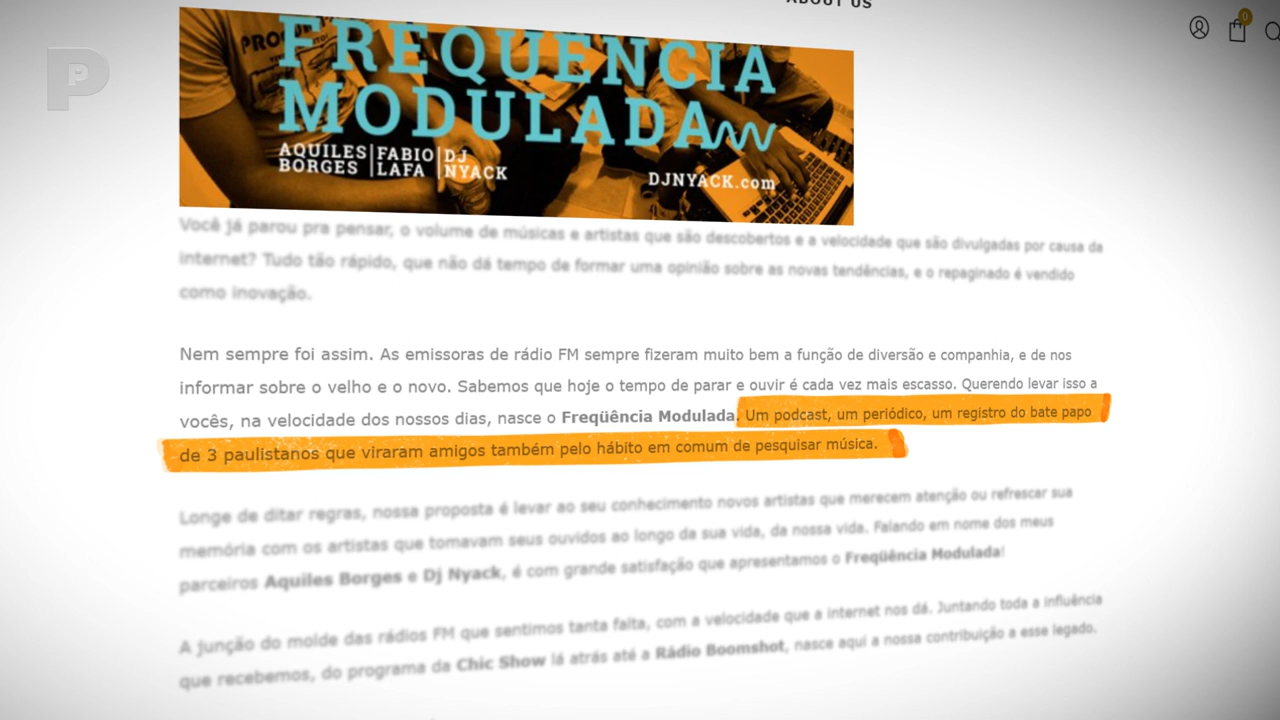 ABOUT US
0
P
PRODU
FREQUENCIA
MODULADA
AQUILES BORGES | FABIO LAFA | DJ NYACK
DJNYACK.com
Você já parou pra pensar, o volume de músicas e artistas que são descobertos e a velocidade que são divulgadas por causa da
internet? Tudo tão rápido, que não dá tempo de formar uma opinião sobre as novas tendências, e o repaginado é vendido
como inovação.
Nem sempre foi assim. As emissoras de rádio FM sempre fizeram muito bem a função de diversão e companhia, e de nos
informar sobre o velho e o novo. Sabemos que hoje o tempo de parar e ouvir é cada vez mais escasso. Querendo levar isso a
vocês, na velocidade dos nossos dias, nasce o Freqüência Modulada. Um podcast, um periódico, um registro do bate papo
de 3 paulistanos que viraram amigos também pelo hábito em comum de pesquisar música.
Longe de ditar regras, nossa proposta é levar ao seu conhecimento novos artistas que merecem atenção ou refrescar sua
memória com os artistas que tomavam seus ouvidos ao longo da sua vida, da nossa vida. Falando em nome dos meus
parceiros Aquiles Borges e Dj Nyack, é com grande satisfação que apresentamos o Freqüência Modulada!
A junção do molde das rádios FM que sentimos tanta falta, com a velocidade que a internet nos dá. Juntando toda a influência
que recebemos, do programa da Chic Show lá atrás até a Rádio Boomshot, nasce aqui a nossa contribuição a esse legado.